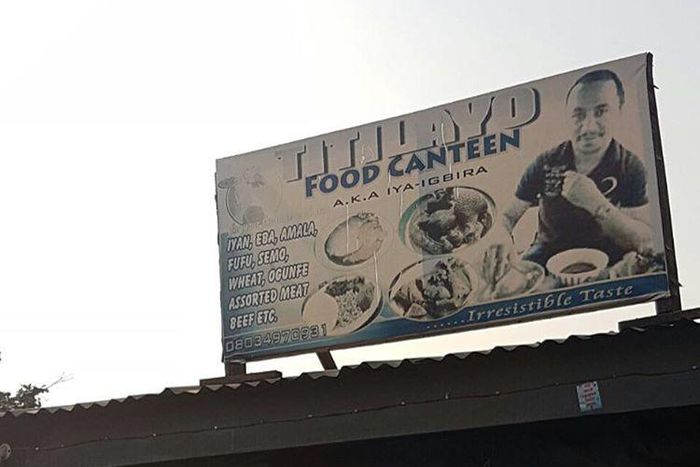 TITILAYO
FOOD CANTEEN
A.K.A IYA-IGBIRA
IYAN, EBA, AMALA,
FUFU, SEMO,
WHEAT, OGUNFE
ASSORTED MEAT
BEEF ETC.
08034970931
......Irresistible Taste